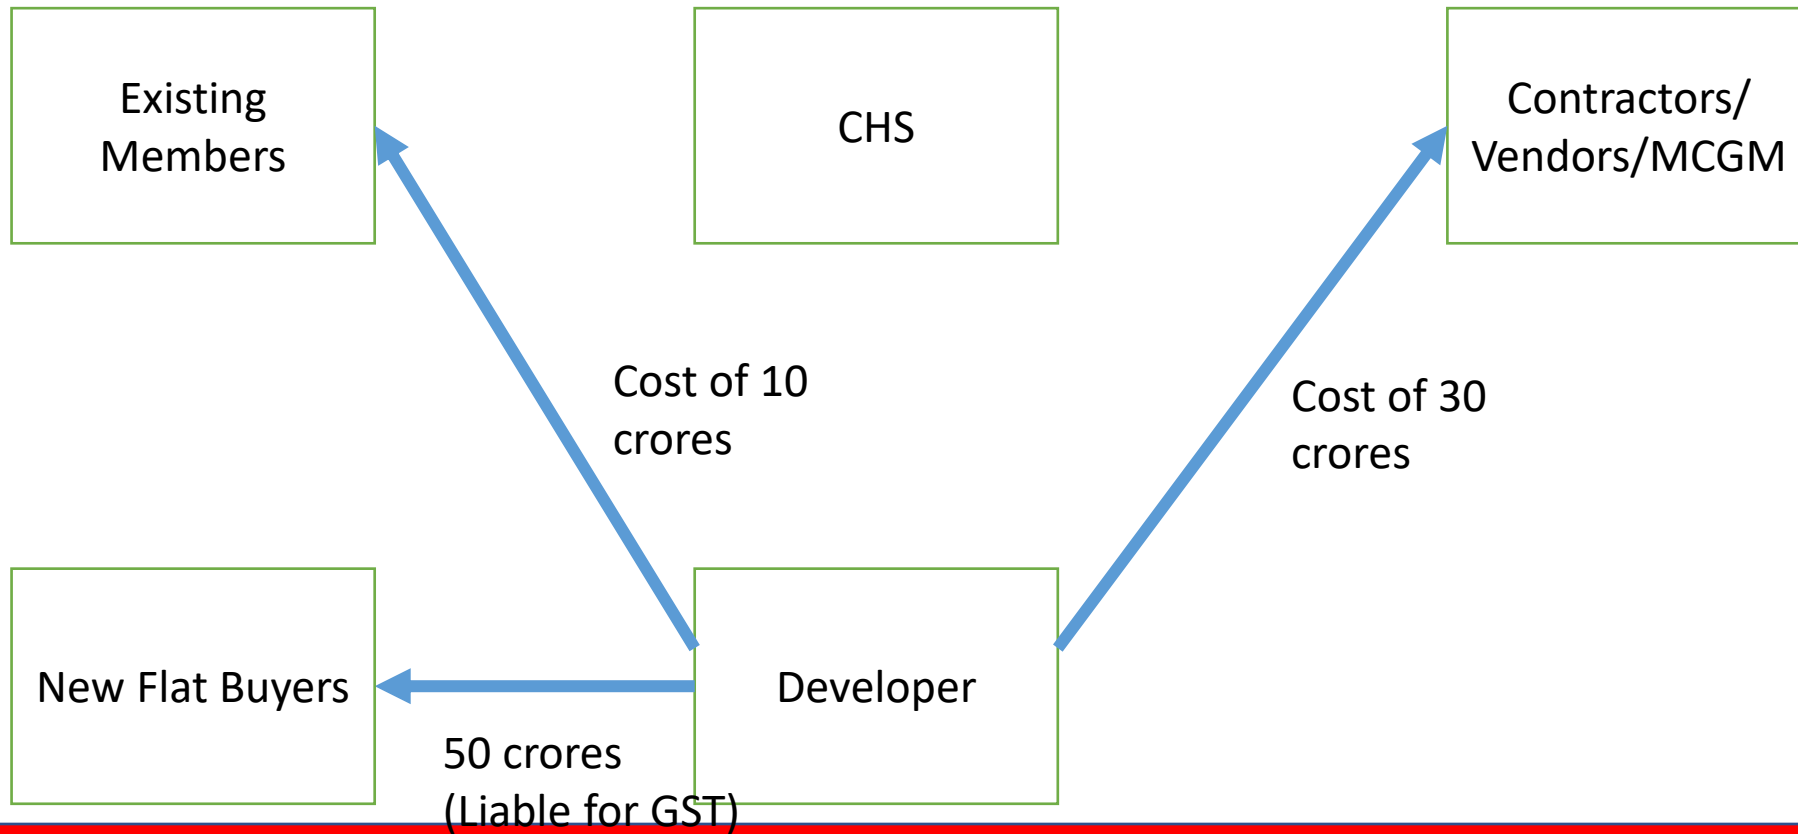 Existing
Members
CHS
Contractors/
Vendors/MCGM
Cost of 10
crores
Cost of 30
crores
New Flat Buyers
Developer
50 crores
(Liable for GST)